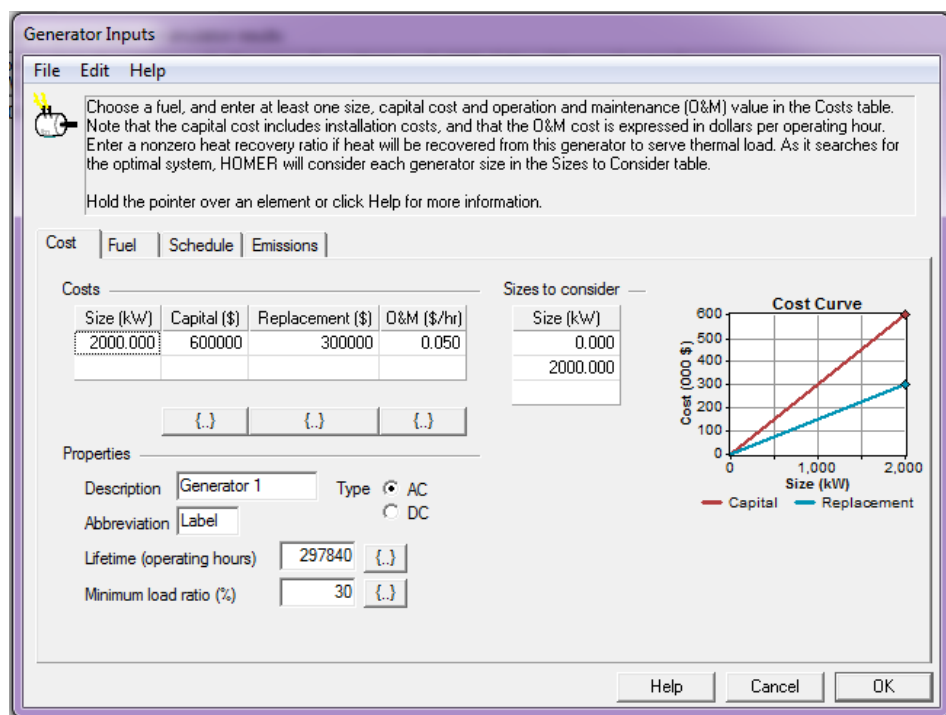 Generator Inputs
File Edit Help
Choose a fuel, and enter at least one size, capital cost and operation and maintenance (O&M) value in the Costs table.
Note that the capital cost includes installation costs, and that the O&M cost is expressed in dollars per operating hour.
Enter a nonzero heat recovery ratio if heat will be recovered from this generator to serve thermal load. As it searches for
the optimal system, HOMER will consider each generator size in the Sizes to Consider table.
Hold the pointer over an element or click Help for more information.
Cost Fuel Schedule Emissions
Costs
Size (kW) Capital ($) Replacement ($) O&M ($/hr)
2000.000 600000 300000 0.050
{..} {..} {..}
Sizes to consider
Size (kW)
0.000
2000.000
Cost Curve
600
500
400
300
200
100
0
Cost (000 $)
0 1,000 2,000
Size (kW)
Capital Replacement
Properties
Description Generator 1 Type AC
DC
Abbreviation Label
Lifetime (operating hours) 297840 {..}
Minimum load ratio (%) 30 {..}
Help Cancel OK